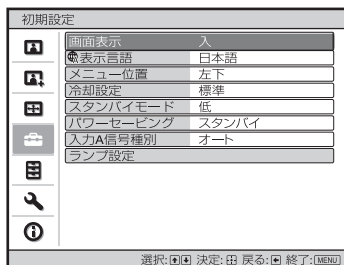 初期設定
画面表示 入
表示言語 日本語
メニュー位置 左下
冷却設定 標準
スタンバイモード 低
パワーセービング スタンバイ
入力A信号種別 オート
ランプ設定
選択: 決定: 戻る: 終了:MENU